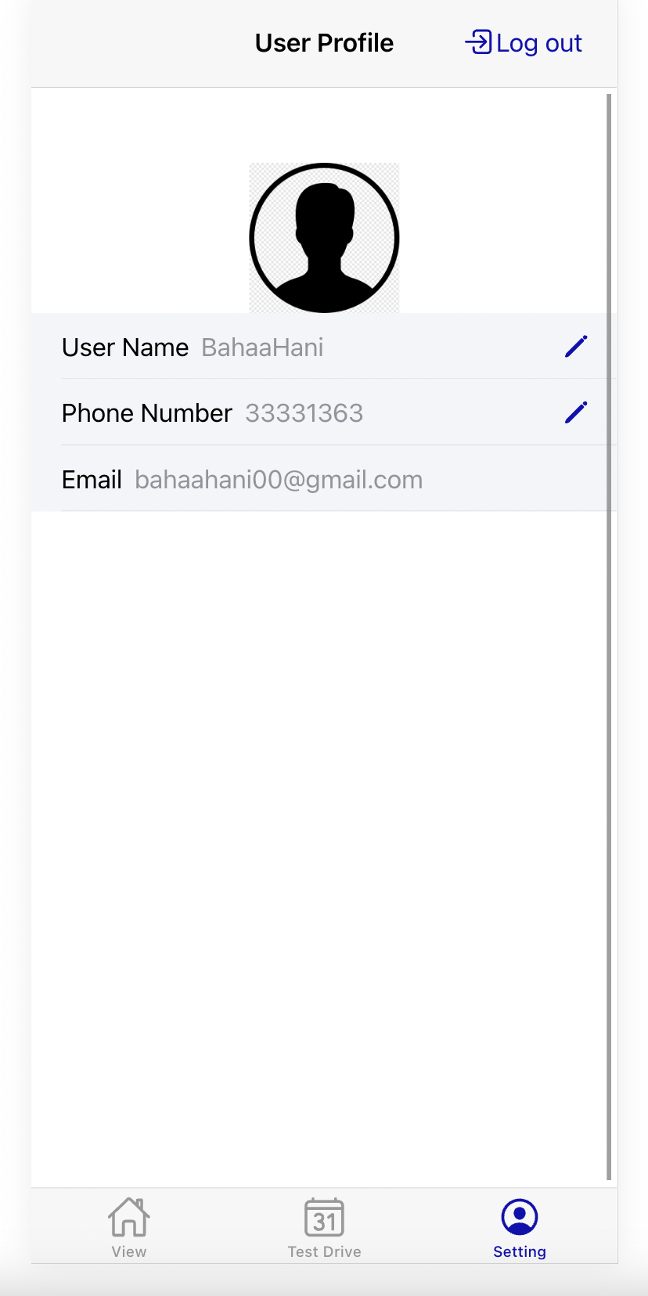 User Profile Log out
User Name BahaaHani
Phone Number 33331363
Email bahaahani00@gmail.com
31
View Test Drive Setting